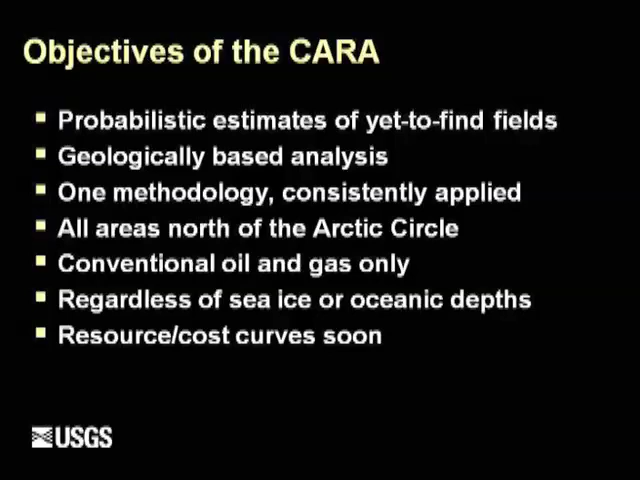 Objectives of the CARA
Probabilistic estimates of yet-to-find fields
Geologically based analysis
One methodology, consistently applied
All areas north of the Arctic Circle
Conventional oil and gas only
Regardless of sea ice or oceanic depths
Resource/cost curves soon
USGS